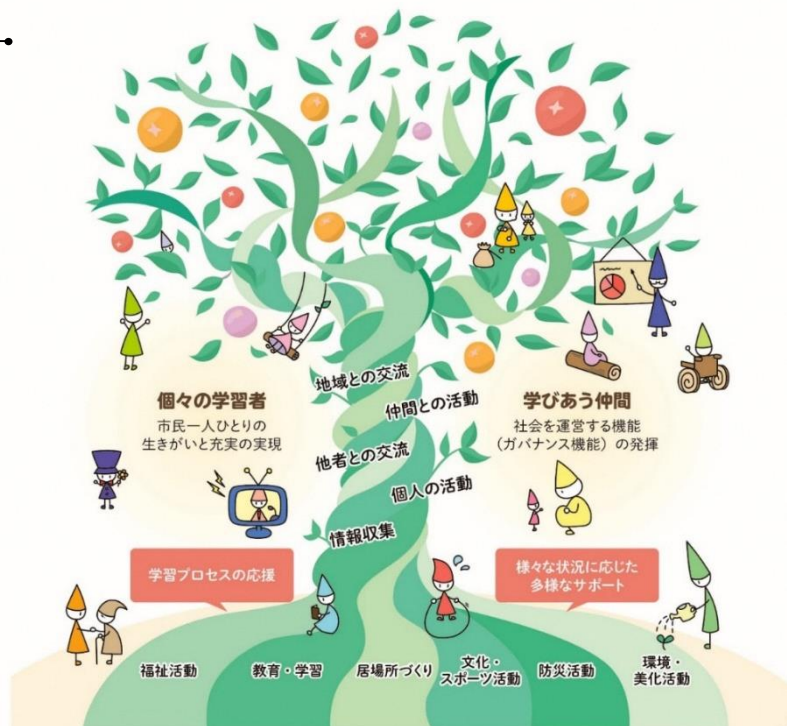 地域との交流
仲間との活動
他者との交流
個人の活動
情報収集
個々の学習者
市民一人ひとりの
生きがいと充実の実現
学びあう仲間
社会を運営する機能
(ガバナンス機能)の発揮
学習プロセスの応援
様々な状況に応じた
多様なサポート
福祉活動
教育・学習
居場所づくり
文化・
スポーツ活動
防災活動
環境・
美化活動